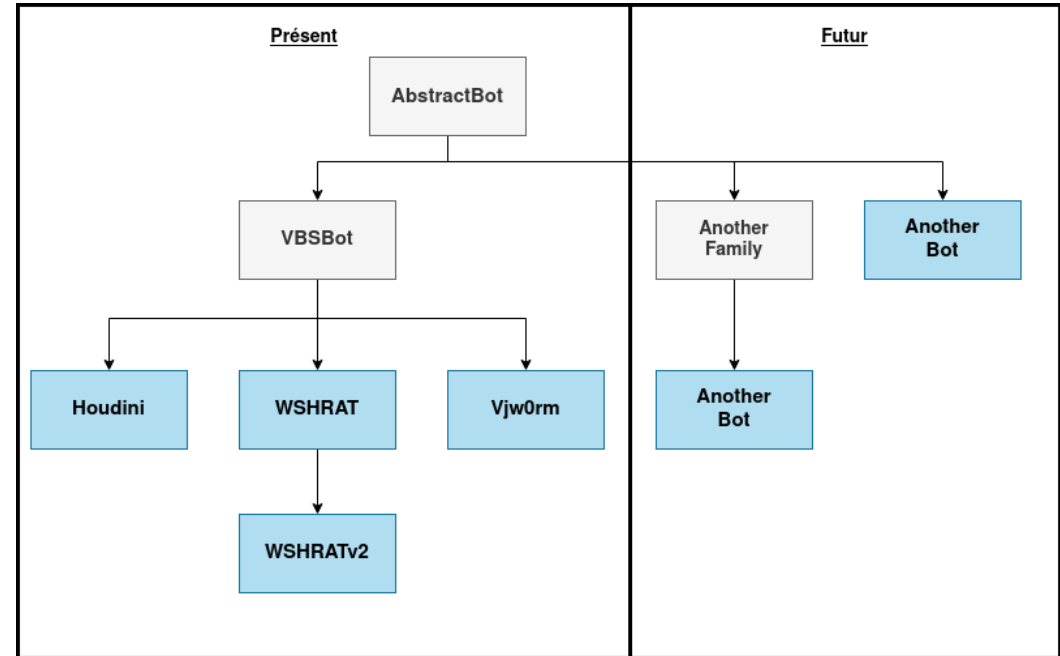 Présent
Futur
AbstractBot
VBSBot
Another
Family
Another
Bot
Houdini
WSHRAT
Vjw0rm
Another
Bot
WSHRATv2